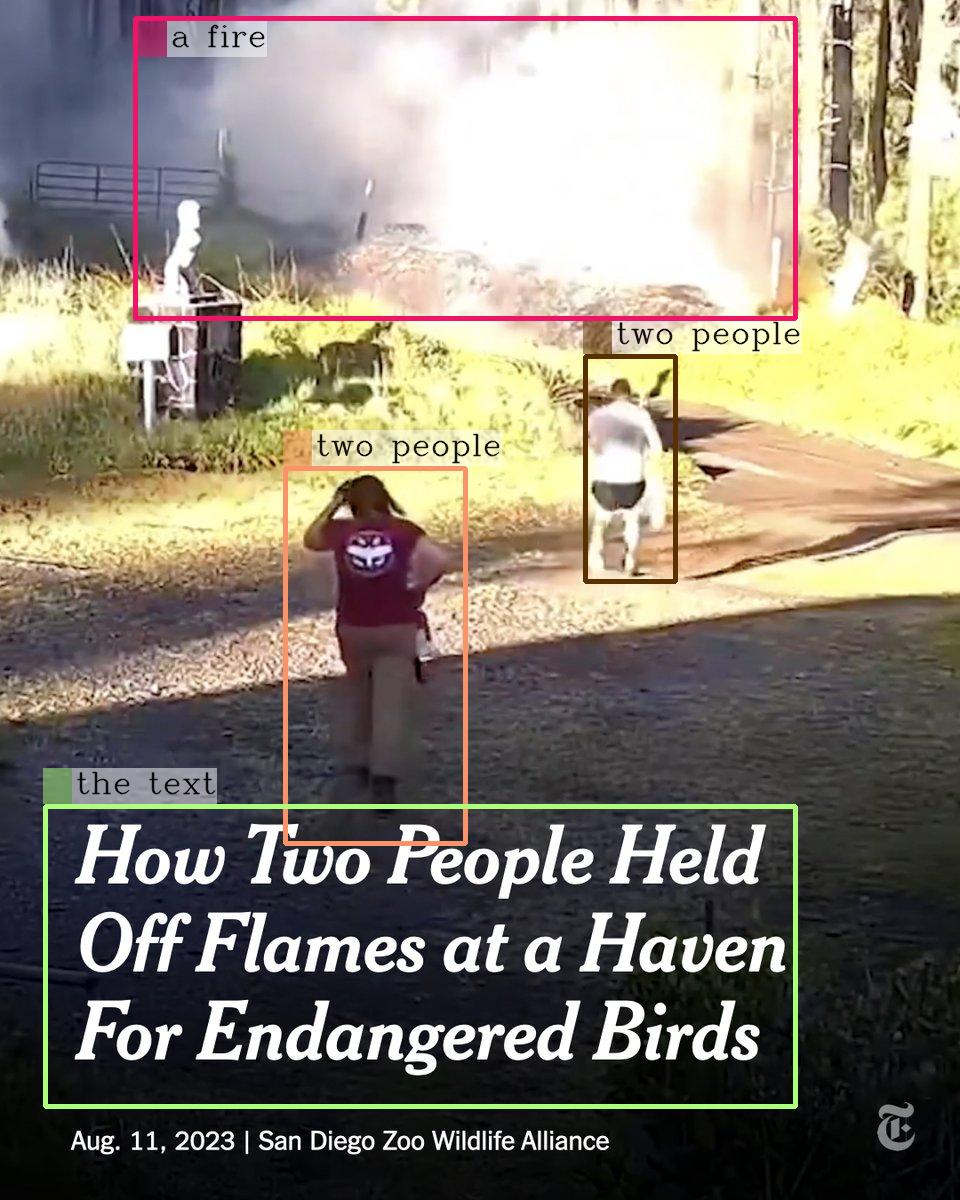 a fire
two people
two people
the text
How Two People Held
Off Flames at a Haven
For Endangered Birds
Aug. 11, 2023 | San Diego Zoo Wildlife Alliance
T